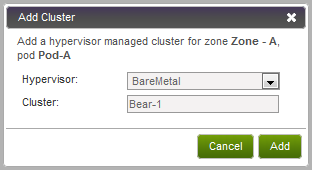 Add Cluster
Add a hypervisor managed cluster for zone Zone - A,
pod Pod-A
Hypervisor: BareMetal
Cluster: Bear-1
Cancel Add